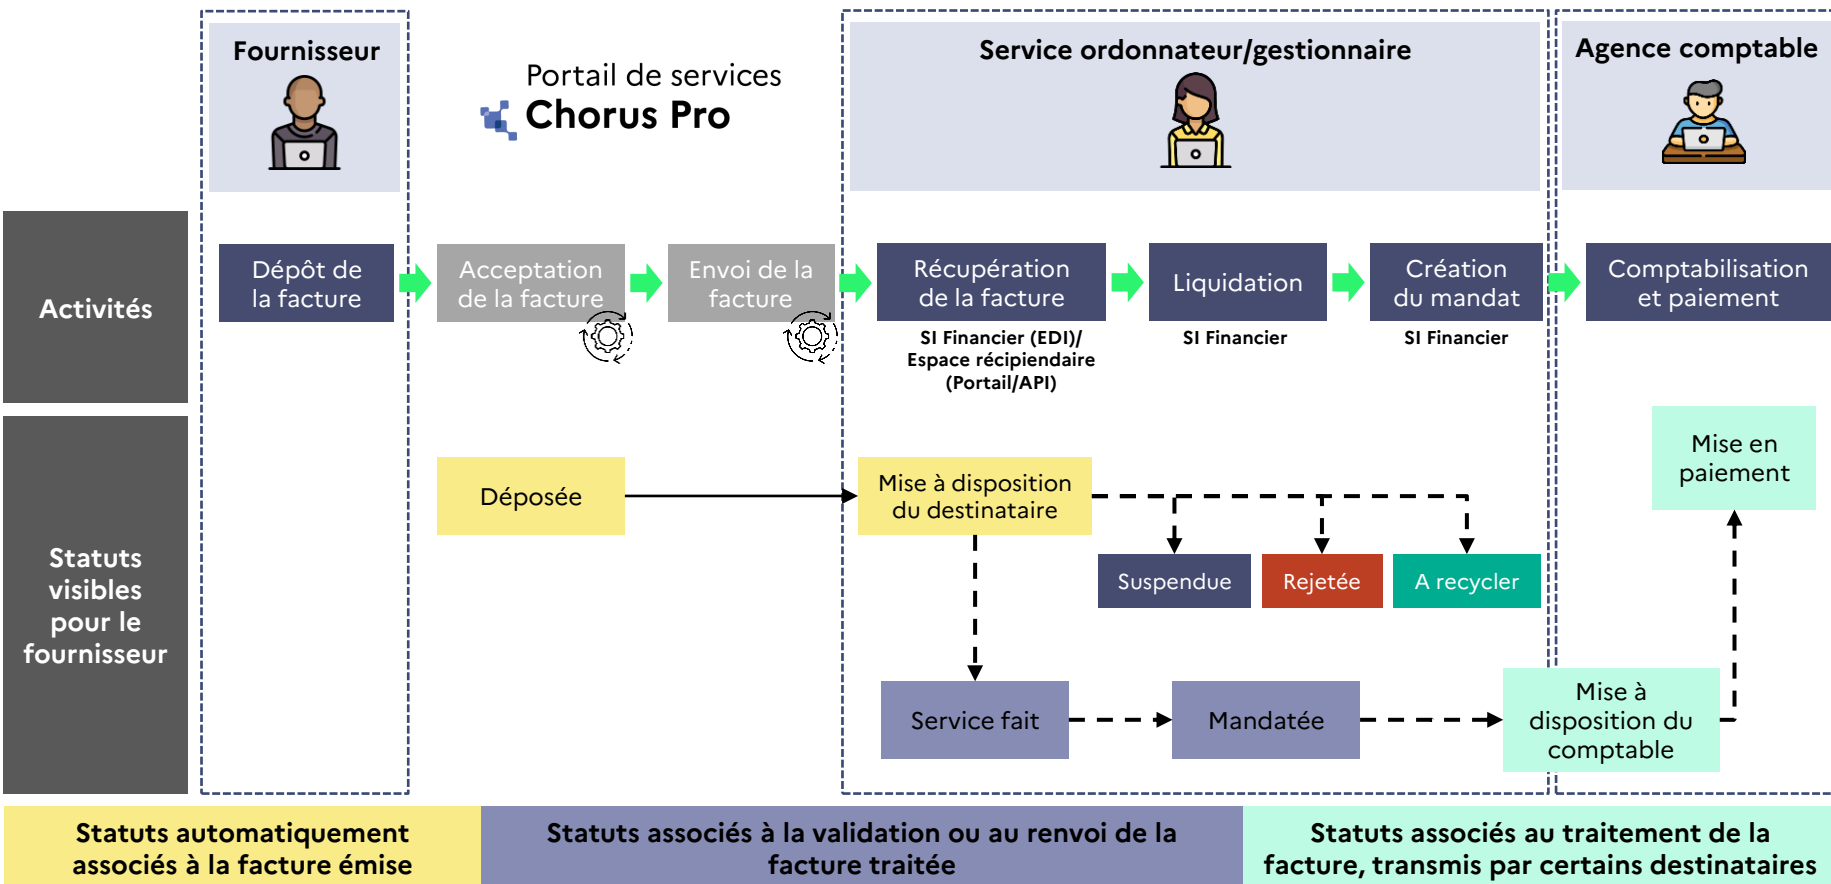 Fournisseur
Portail de services
Chorus Pro
Service ordonnateur/gestionnaire
Agence comptable
Activités
Dépôt de
la facture
Acceptation
de la facture
Envoi de la
facture
Récupération
de la facture
SI Financier (EDI)/
Espace récipiendaire
(Portail/API)
Liquidation
SI Financier
Création
du mandat
SI Financier
Comptabilisation
et paiement
Statuts
visibles
pour le
fournisseur
Déposée
Mise à disposition
du destinataire
Suspendue
Rejetée
A recycler
Mise en
paiement
Service fait
Mandatée
Mise à
disposition du
comptable
Statuts automatiquement
associés à la facture émise
Statuts associés à la validation ou au renvoi de la
facture traitée
Statuts associés au traitement de la
facture, transmis par certains destinataires